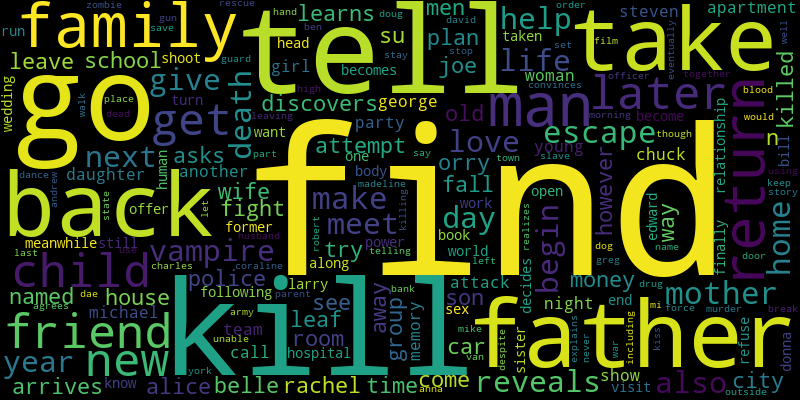 zombie
gun
rescue
hand
doug
david
order
steven
apartment
run
family
tell
learns
men
help
take
save
ben
stay
stop
taken
plan
set
film
eventually
well
leave
school
shoot
head
su
joe
life
officer
together
wedding
guard
becomes
girl
woman
convinces
go
give
death
discovers
george
man
later
blood
killed
place
turn
high
old
morning
become
would
walk
dead
get
leaving
want
party
love
escape
though
return
n
next
asks
part
attempt
one
say
town
young
chuck
relationship
bill
human
daughter
another
body
orry
slave
however
keep
story
dance
andrew
back
state
let
wife
madeline
make
fall
work
open
edward
way
using
offer
fight
meet
day
find
former
robert
killing
book
realizes
begin
dog
name
finally
home
meanwhile
still
husband
try
power
world
greg
door
last
vampire
telling
left
decides
child
use
charles
coraline
along
police
larry
bank
attack
money
drug
mother
named
dae
house
following
parent
see
away
group
memory
son
night
end
mi
force
murder
break
agrees
michael
army
leaf
sex
despite
including
friend
team
unable
kill
room
mike
sister
explains
never
war
kiss
father
refuse
donna
new
call
hospital
car
van
year
york
come
show
city
arrives
know
alice
belle
rachel
time
anna
reveals
visit
also
outside